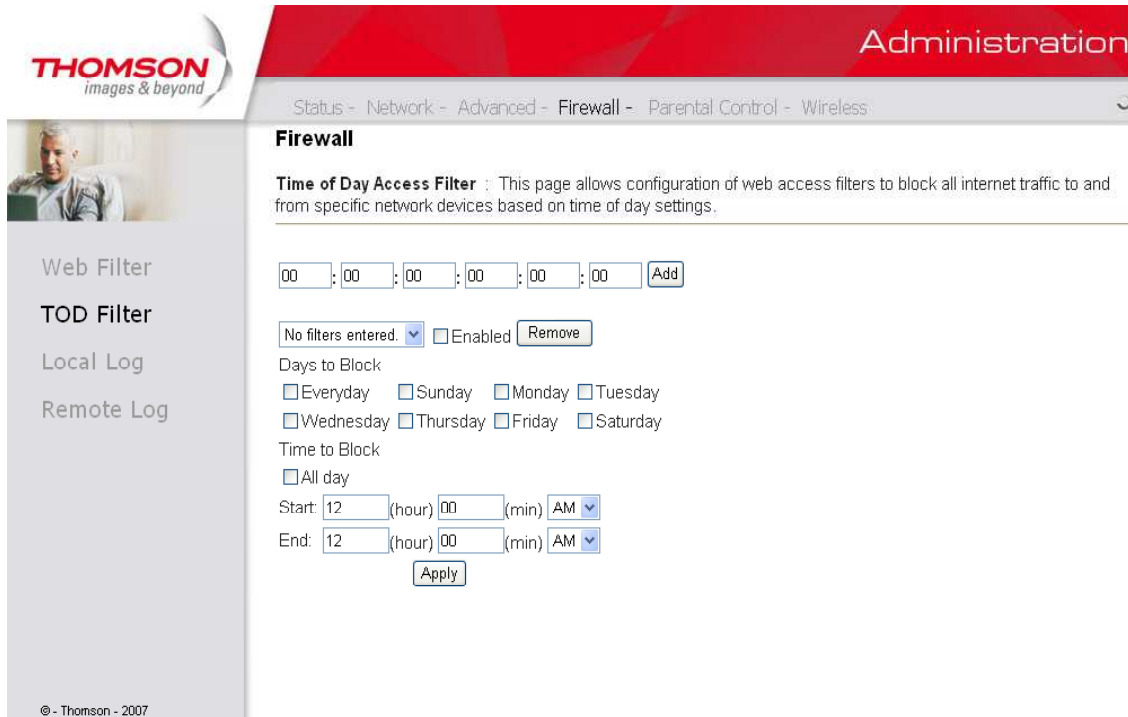 THOMSON
images & beyond
Administration
Status - Network - Advanced - Firewall - Parental Control - Wireless
Firewall
Time of Day Access Filter : This page allows configuration of web access filters to block all internet traffic to and
from specific network devices based on time of day settings.
Web Filter
TOD Filter
Local Log
Remote Log
00 : 00 : 00 : 00 : 00 : 00 Add
No filters entered. Enabled Remove
Days to Block
Everyday Sunday Monday Tuesday
Wednesday Thursday Friday Saturday
Time to Block
All day
Start: 12 (hour) 00 (min) AM
End: 12 (hour) 00 (min) AM
Apply
© - Thomson - 2007